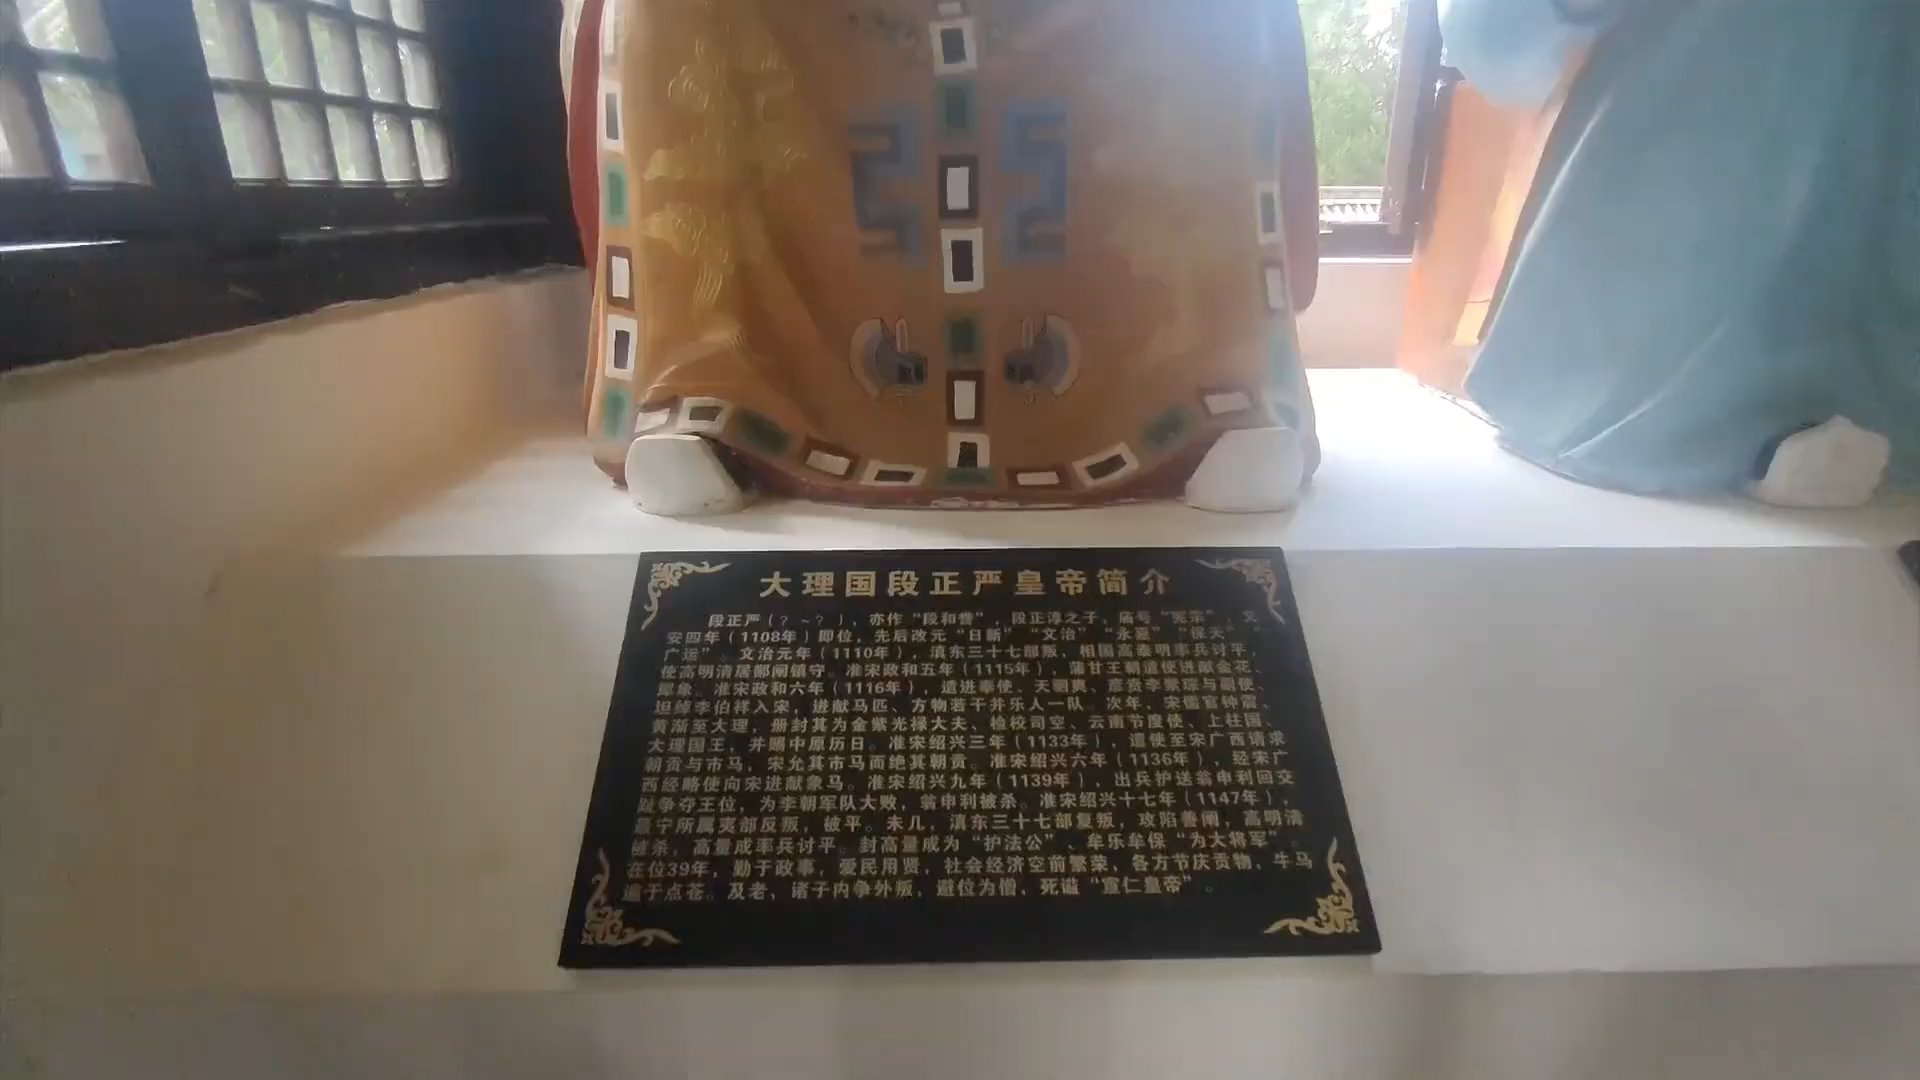 大理国段正严皇帝简介
段正严（？~？），亦作“段和誉”，段正淳之子，庙号“宪宗”，文
安四年（1108年）即位，先后改元“日新”“文治”“永嘉”“保天”“
广运”。文治元年（1110年），滇东三十七部叛，相国高泰明率兵讨平，
使高明清居鄯阐镇守。准宋政和五年（1115年），蒲甘王朝遣使进献金花、
犀象。准宋政和六年（1116年），遣进奉使、天驷爽、彦贲李紫琮与副使、
坦绰李伯祥入宋，进献马匹、方物若干并乐人一队。次年，宋儒官钟震、
黄渐至大理，册封其为金紫光禄大夫、检校司空、云南节度使、上柱国、
大理国王，并赐中原历日。准宋绍兴三年（1133年），遣使至宋广西请求
朝贡与市马，宋允其市马而绝其朝贡。准宋绍兴六年（1136年），经宋广
西经略使向宋进献象马。准宋绍兴九年（1139年），出兵护送翁申利回交
趾争夺王位，为李朝军队大败，翁申利被杀。准宋绍兴十七年（1147年），
最宁所属夷部反叛，被平。未几，滇东三十七部复叛，攻陷善阐，高明清
被杀，高量成率兵讨平。封高量成为“护法公”、牟乐牟保“为大将军”。
在位39年，勤于政事，爱民用贤，社会经济空前繁荣，各方节庆贡物，牛马
遍于点苍。及老，诸子内争外叛，避位为僧，死谥“宣仁皇帝”。